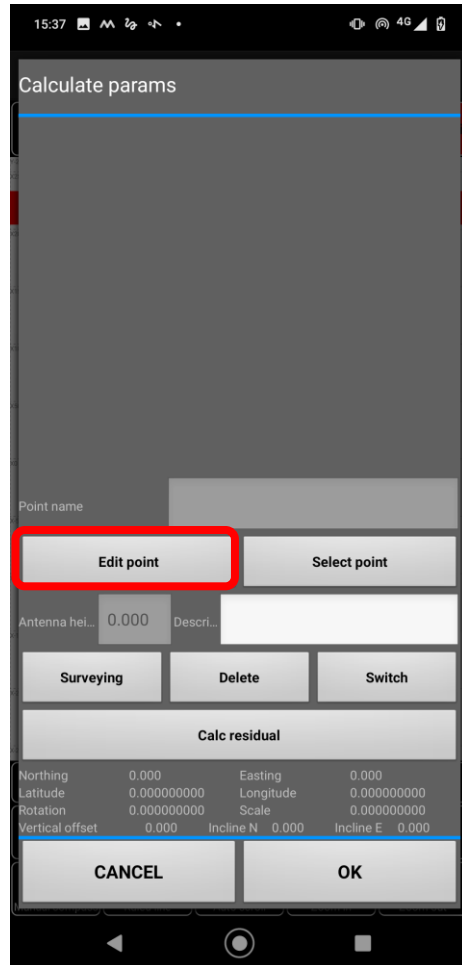 15:37 4G
Calculate params
Point name
Edit point Select point
Antenna hei... 0.000 Descri...
Surveying Delete Switch
Calc residual
Northing 0.000 Easting 0.000
Latitude 0.000000000 Longitude 0.000000000
Rotation 0.000000000 Scale 0.000000000
Vertical offset 0.000 Incline N 0.000 Incline E 0.000
CANCEL OK